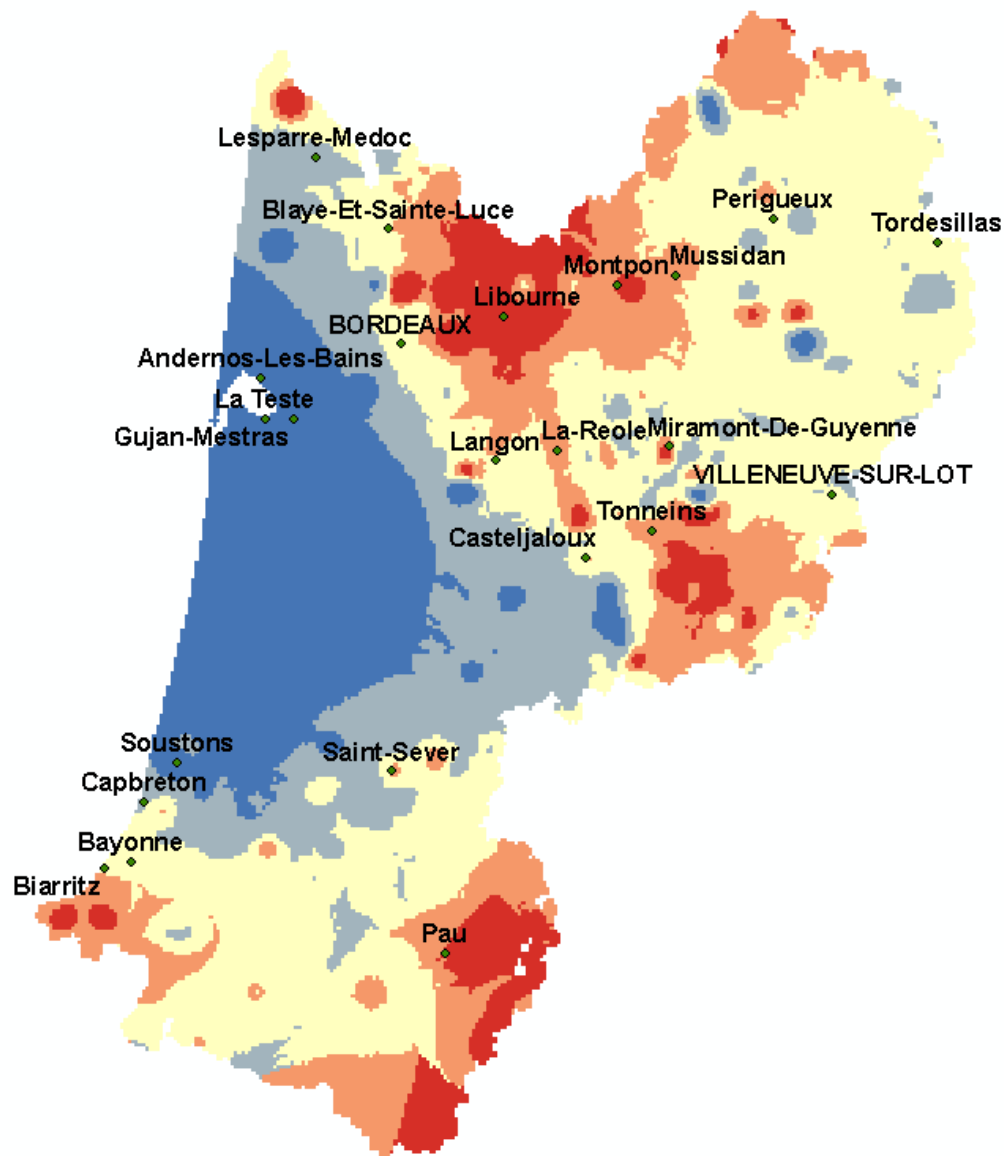 Lesparre-Medoc
Blaye-Et-Sainte-Luce
Perigueux
Tordesillas
Mussidan
Montpon
Libourne
BORDEAUX
Andernos-Les-Bains
La Teste
Gujan-Mestras
Langon
La-Reole
Miramont-De-Guyenne
VILLENEUVE-SUR-LOT
Tonneins
Casteljaloux
Soustons
Saint-Sever
Capbreton
Bayonne
Biarritz
Pau